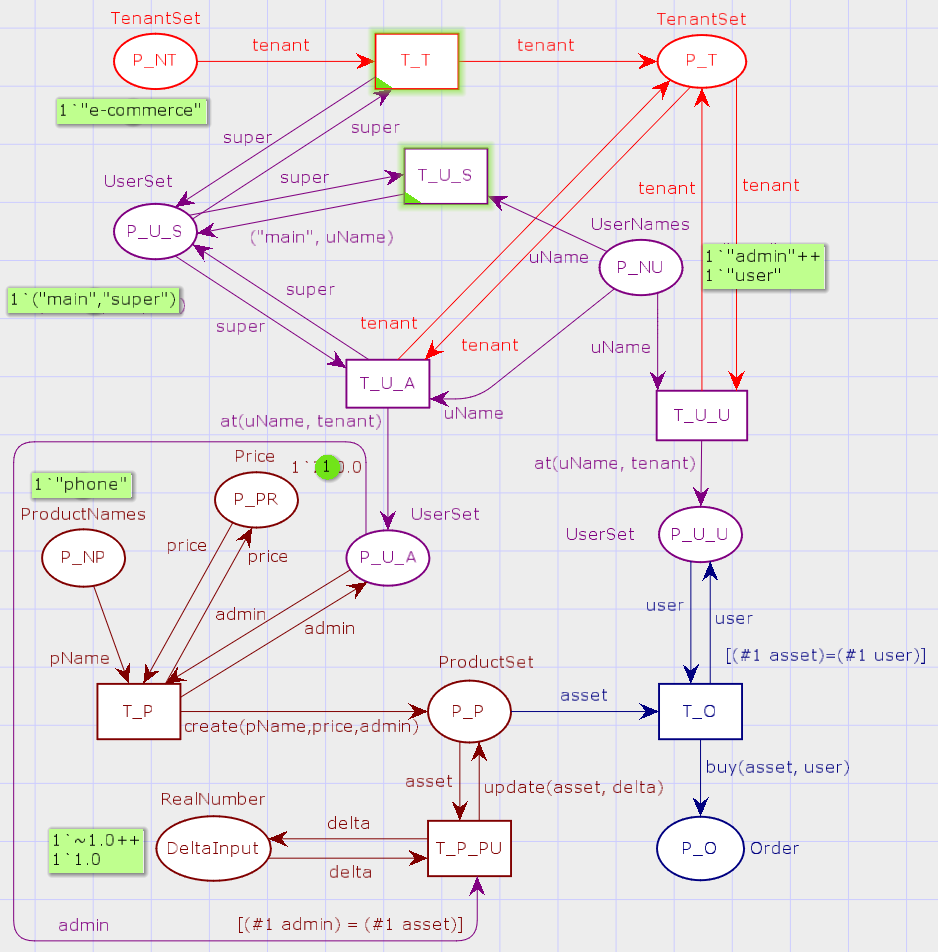 TenantSet
TenantSet
P_NT
tenant
T_T
tenant
P_T
1`"e-commerce"
super
super
UserSet
super
T_U_S
tenant
tenant
UserNames
P_U_S
("main", uName)
uName
P_NU
1`"admin"++
1`"user"
1`("main","super")
super
super
tenant
tenant
uName
T_U_A
uName
T_U_U
at(uName, tenant)
at(uName, tenant)
Price
1
1`"phone"
P_PR
ProductNames
UserSet
P_U_U
UserSet
P_NP
price
price
P_U_A
admin
admin
user
user
pName
[(#1 asset)=(#1 user)]
ProductSet
T_P
create(pName,price,admin)
P_P
asset
T_O
asset
update(asset, delta)
buy(asset, user)
RealNumber
1`~1.0++
1`1.0
DeltaInput
delta
delta
T_P_PU
P_O
Order
admin
[(#1 admin) = (#1 asset)]